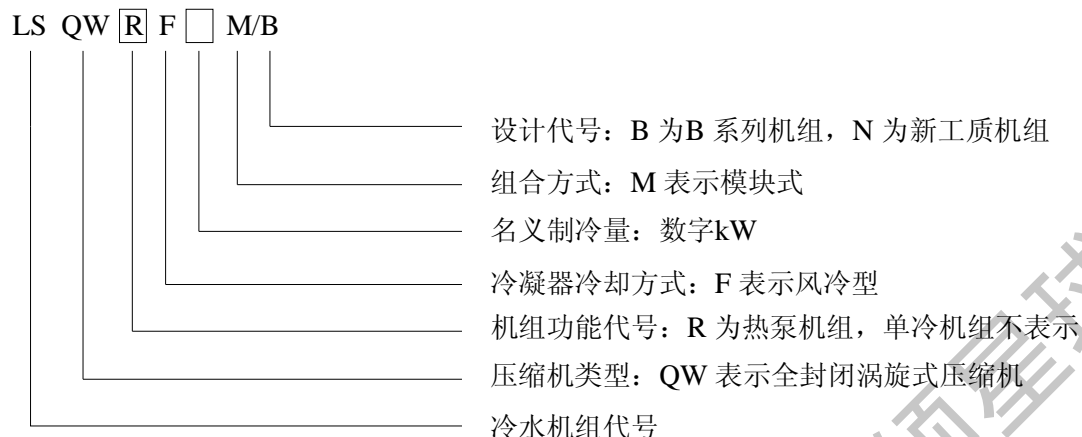 LS QW R F M/B
设计代号：B 为B 系列机组，N 为新工质机组
组合方式：M 表示模块式
名义制冷量：数字kW
冷凝器冷却方式：F 表示风冷型
机组功能代号：R 为热泵机组，单冷机组不表示
压缩机类型：QW 表示全封闭涡旋式压缩机
冷水机组代号